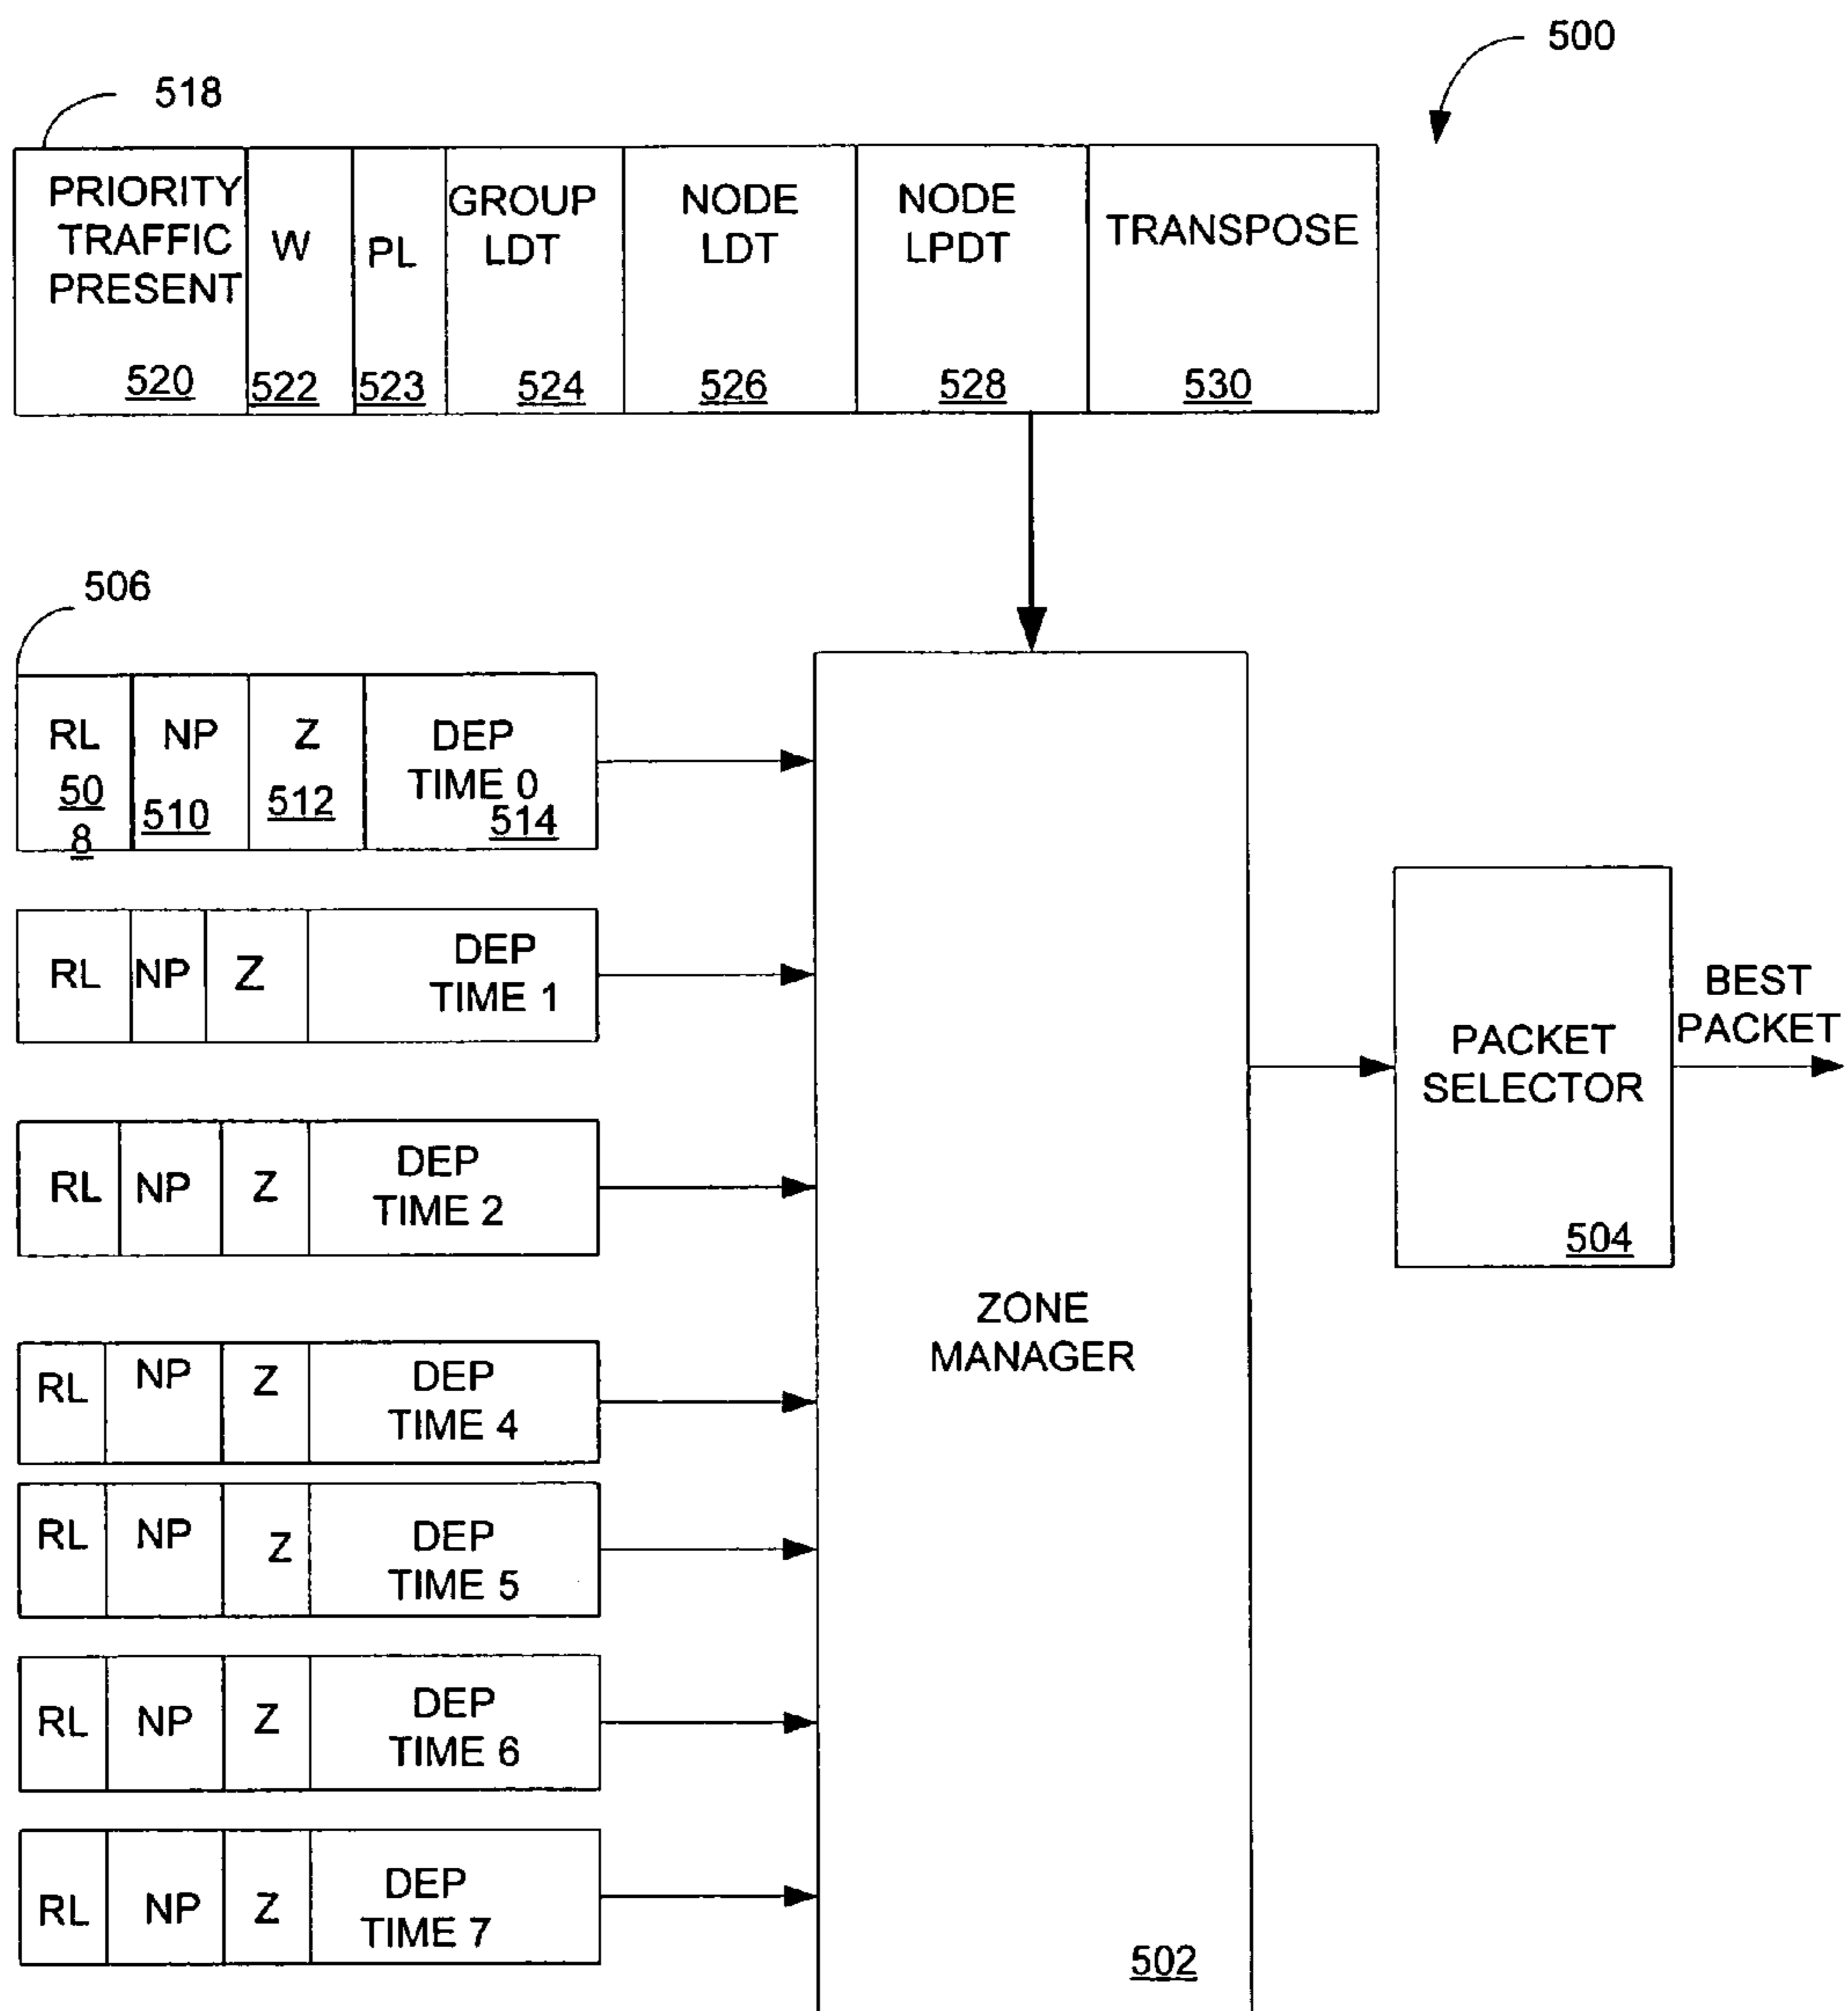 500
518
PRIORITY
TRAFFIC
PRESENT
520
W
522
PL
523
GROUP
LDT
524
NODE
LDT
526
NODE
LPDT
528
TRANSPOSE
530
506
RL
50
8
NP
510
Z
512
DEP
TIME 0
514
RL
NP
Z
DEP
TIME 1
RL
NP
Z
DEP
TIME 2
RL
NP
Z
DEP
TIME 4
RL
NP
Z
DEP
TIME 5
RL
NP
Z
DEP
TIME 6
RL
NP
Z
DEP
TIME 7
ZONE
MANAGER
502
PACKET
SELECTOR
504
BEST
PACKET